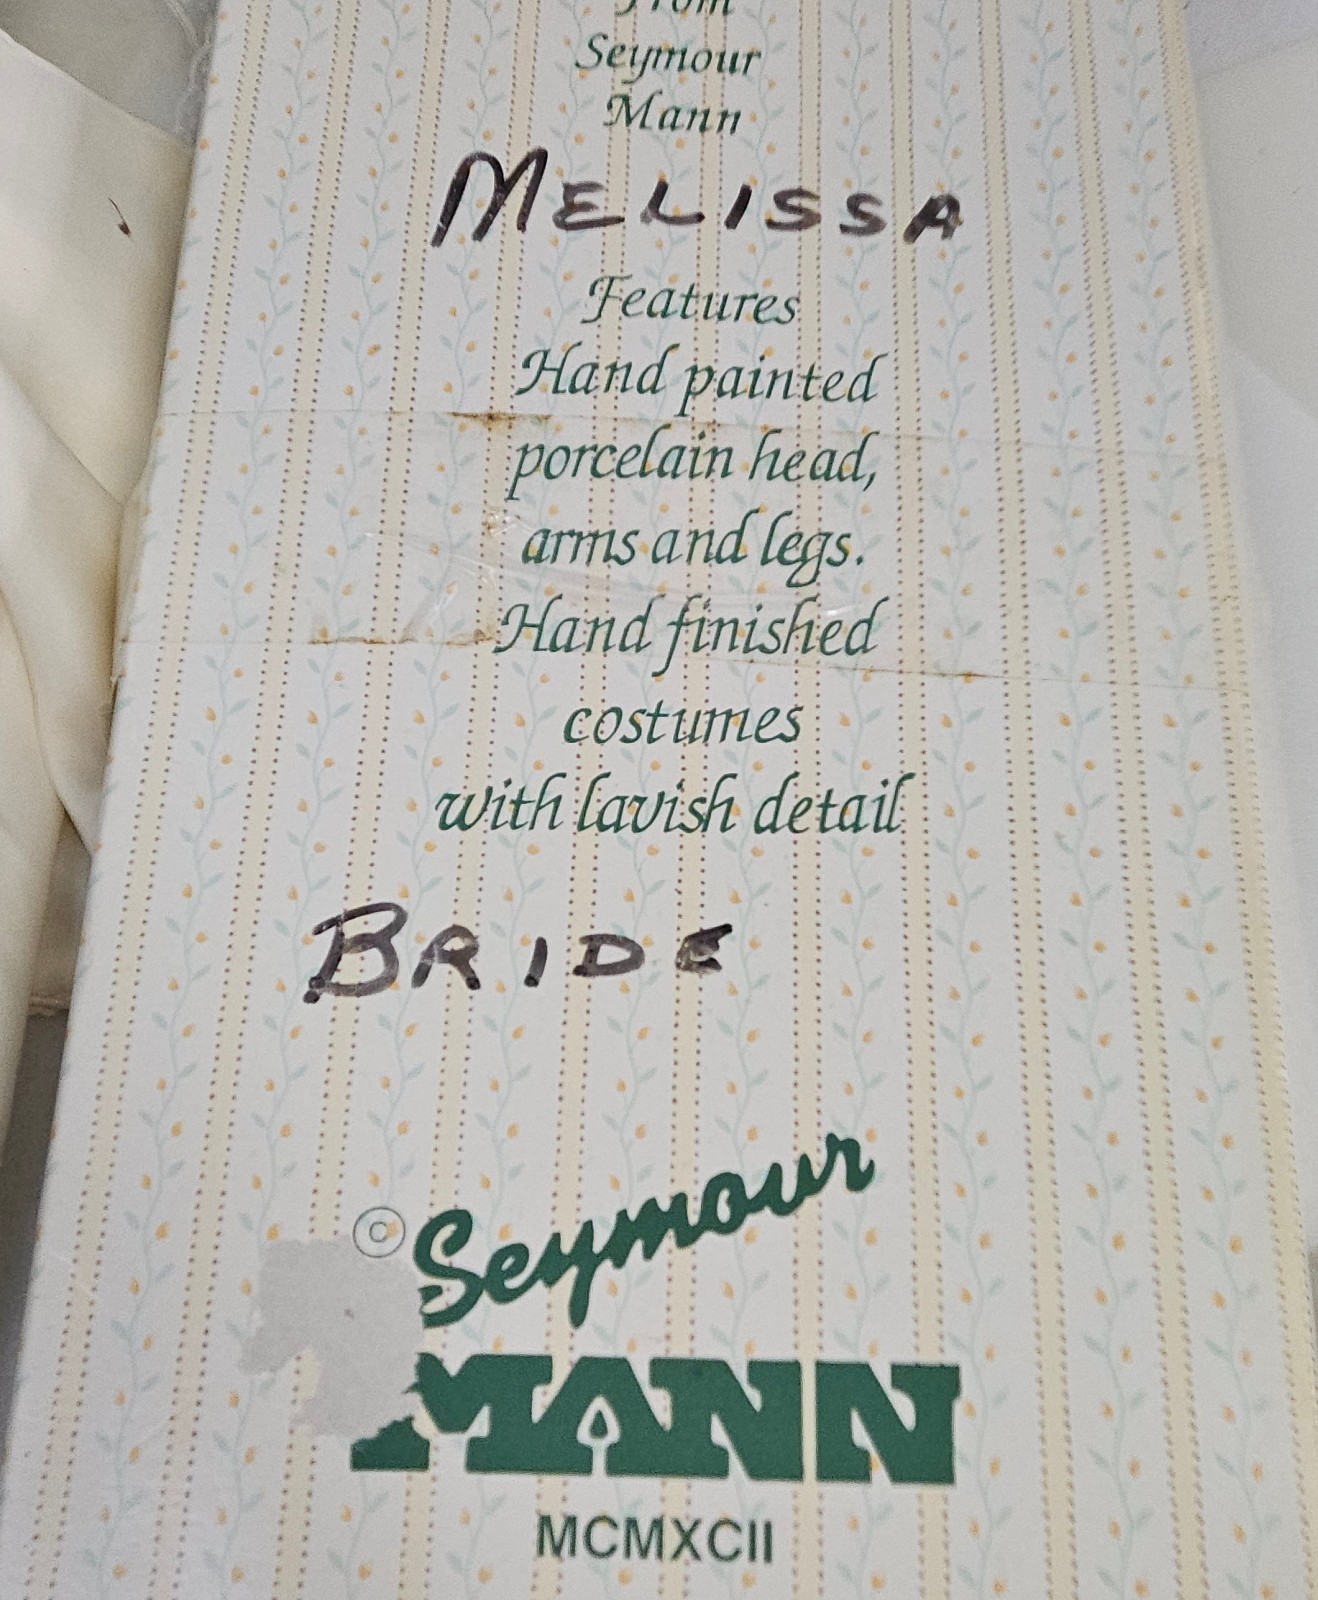 From
Seymour
Mann
MELISSA
Features
Hand painted
porcelain head,
arms and legs.
Hand finished
costumes
with lavish detail
BRIDE
© Seymour
MANN
MCMXCII